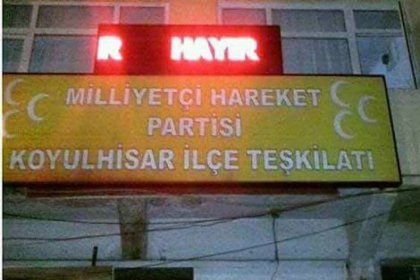 R HAYIR
MİLLİYETÇİ HAREKET
PARTİSİ
KOYULHİSAR İLÇE TEŞKİLATI